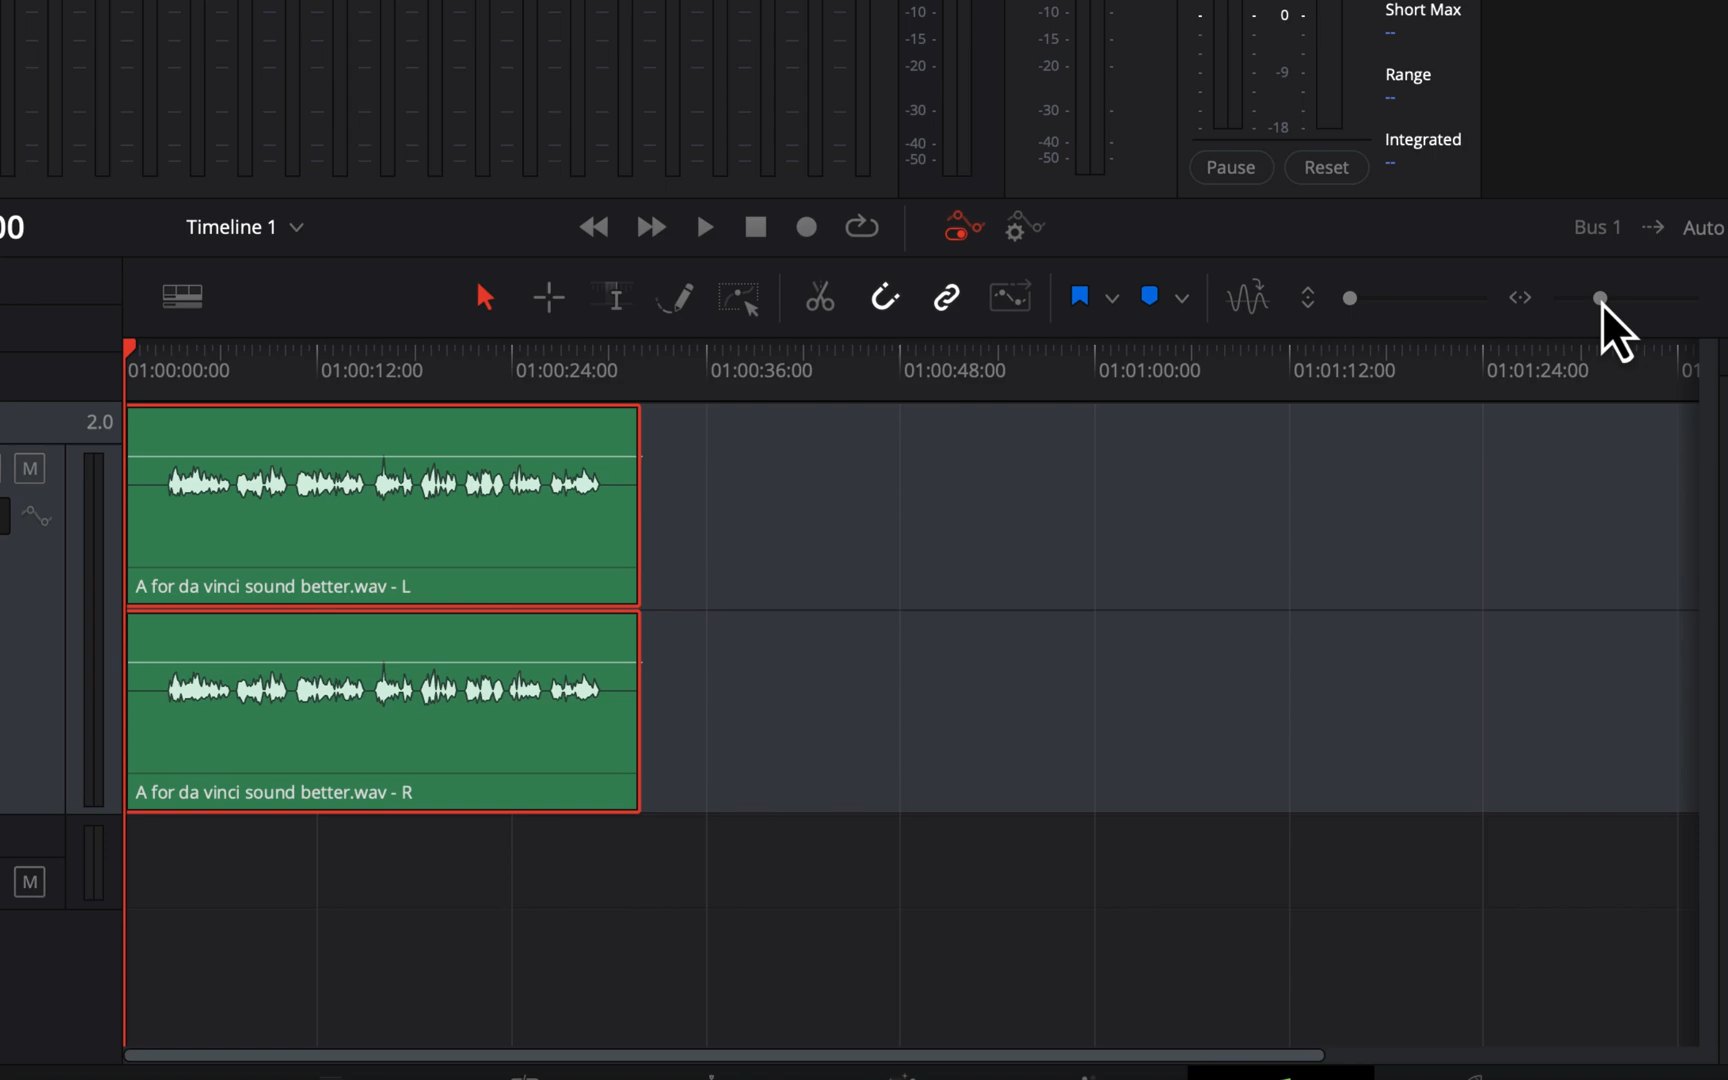 -10 -
-10 -
0
Short Max
--
-15 -
-15 -
-20 -
-20 -
-9
Range
--
-30 -
-30 -
-18
-40 -
-40 -
Integrated
-50 -
-50 -
--
Pause
Reset
00
Timeline 1
Bus 1
Auto
01:00:00:00
01:00:12:00
01:00:24:00
01:00:36:00
01:00:48:00
01:01:00:00
01:01:12:00
01:01:24:00
01
2.0
M
A for da vinci sound better.wav - L
A for da vinci sound better.wav - R
M